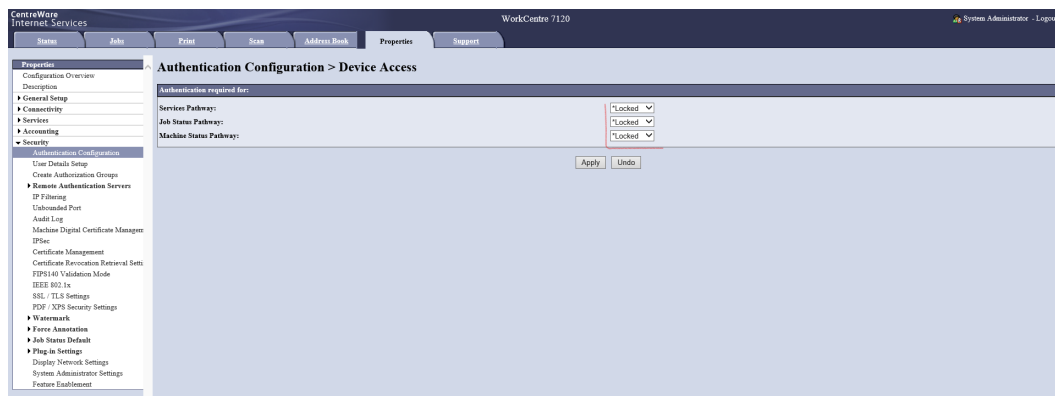 CentreWare
Internet Services
WorkCentre 7120
System Administrator - Logou
Status
Jobs
Print
Scan
Address Book
Properties
Support
Properties
Configuration Overview
Description
General Setup
Connectivity
Services
Accounting
Security
Authentication Configuration
User Details Setup
Create Authorization Groups
Remote Authentication Servers
IP Filtering
Unbounded Port
Audit Log
Machine Digital Certificate Managem
IPSec
Certificate Management
Certificate Revocation Retrieval Setti
FIPS140 Validation Mode
IEEE 802.1x
SSL / TLS Settings
PDF / XPS Security Settings
Watermark
Force Annotation
Job Status Default
Plug-in Settings
Display Network Settings
System Administrator Settings
Feature Enablement
Authentication Configuration > Device Access
Authentication required for:
Services Pathway: *Locked
Job Status Pathway: *Locked
Machine Status Pathway: *Locked
Apply Undo